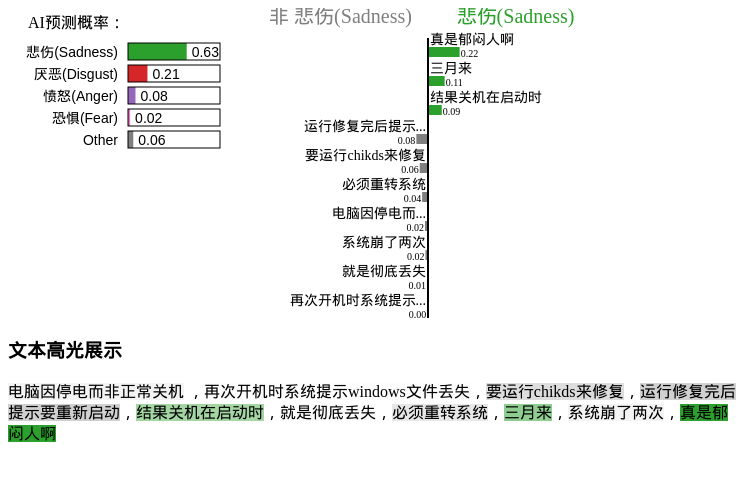 AI预测概率：
悲伤(Sadness) 0.63
厌恶(Disgust) 0.21
愤怒(Anger) 0.08
恐惧(Fear) 0.02
Other 0.06
非 悲伤(Sadness) 悲伤(Sadness)
真是郁闷人啊
0.22
三月来
0.11
结果关机在启动时
0.09
运行修复完后提示...
0.08
要运行chikds来修复
0.06
必须重转系统
0.04
电脑因停电而...
0.02
系统崩了两次
0.02
就是彻底丢失
0.01
再次开机时系统提示...
0.00
文本高光展示
电脑因停电而非正常关机 ，再次开机时系统提示windows文件丢失，要运行chikds来修复，运行修复完后
提示要重新启动，结果关机在启动时，就是彻底丢失，必须重转系统，三月来，系统崩了两次，真是郁
闷人啊